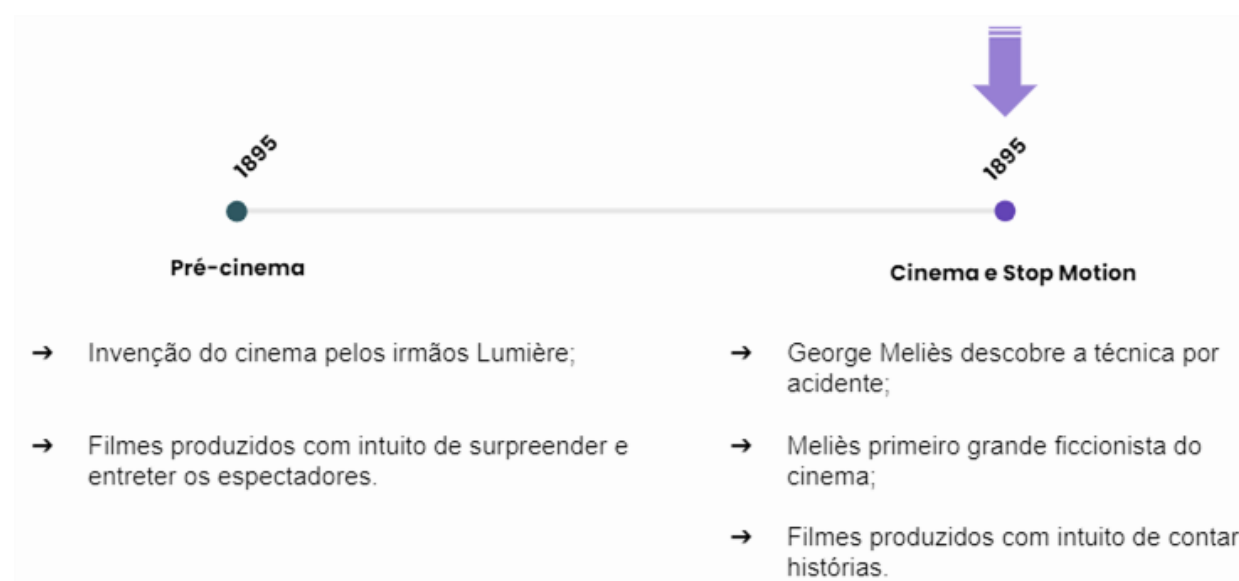 1895
Pré-cinema
→ Invenção do cinema pelos irmãos Lumière;
→ Filmes produzidos com intuito de surpreender e
entreter os espectadores.
1895
Cinema e Stop Motion
→ George Meliès descobre a técnica por
acidente;
→ Meliès primeiro grande ficcionista do
cinema;
→ Filmes produzidos com intuito de contar
histórias.